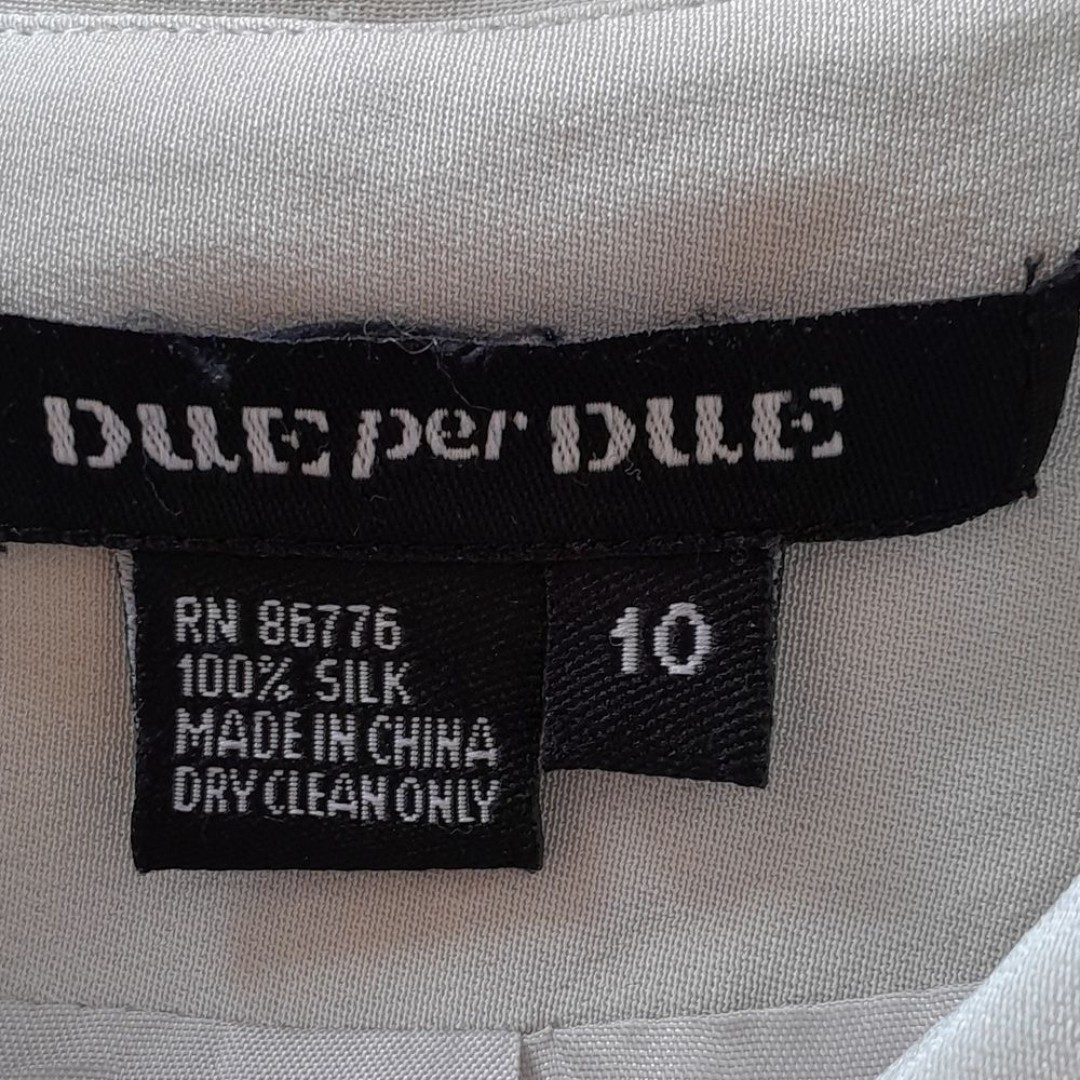 DUE per DUE
RN 86776
100% SILK
MADE IN CHINA
DRY CLEAN ONLY
10